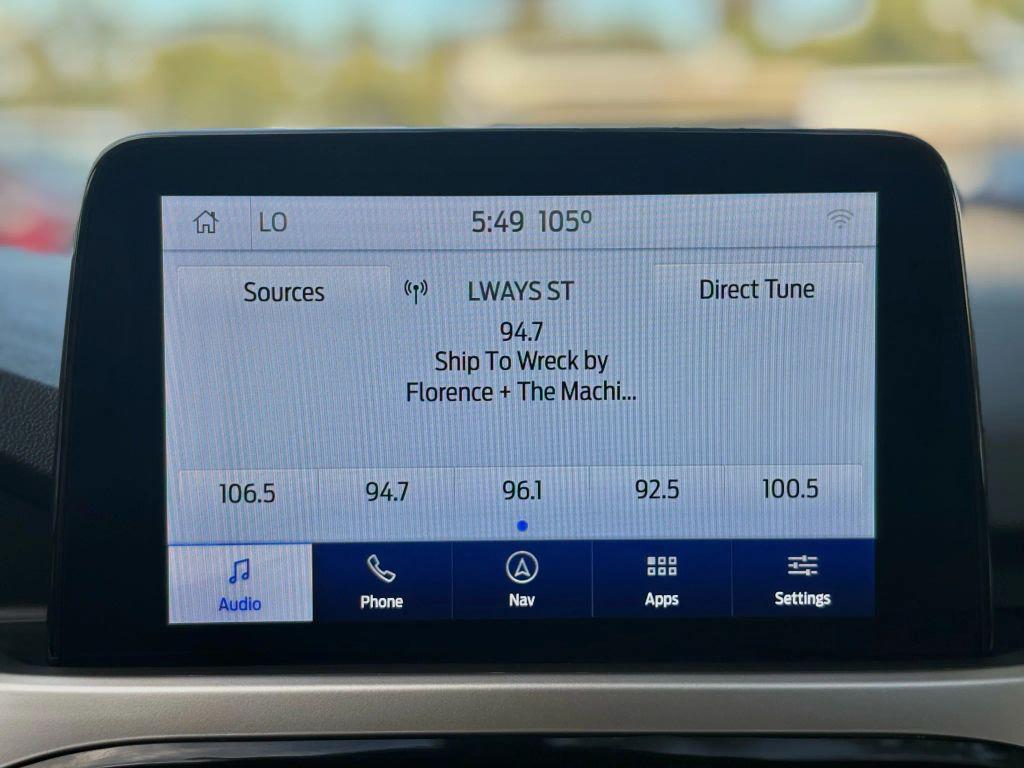 LO 5:49 105°
Sources LWAYS ST Direct Tune
94.7
Ship To Wreck by
Florence + The Machi...
106.5 94.7 96.1 92.5 100.5
Audio Phone Nav Apps Settings